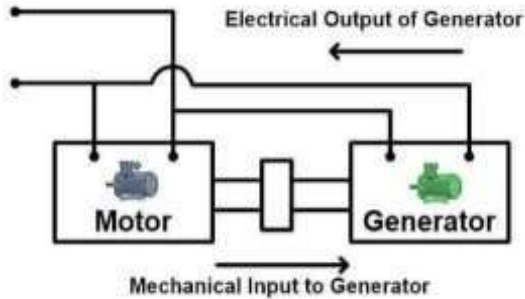 Electrical Output of Generator
Motor
Generator
Mechanical Input to Generator